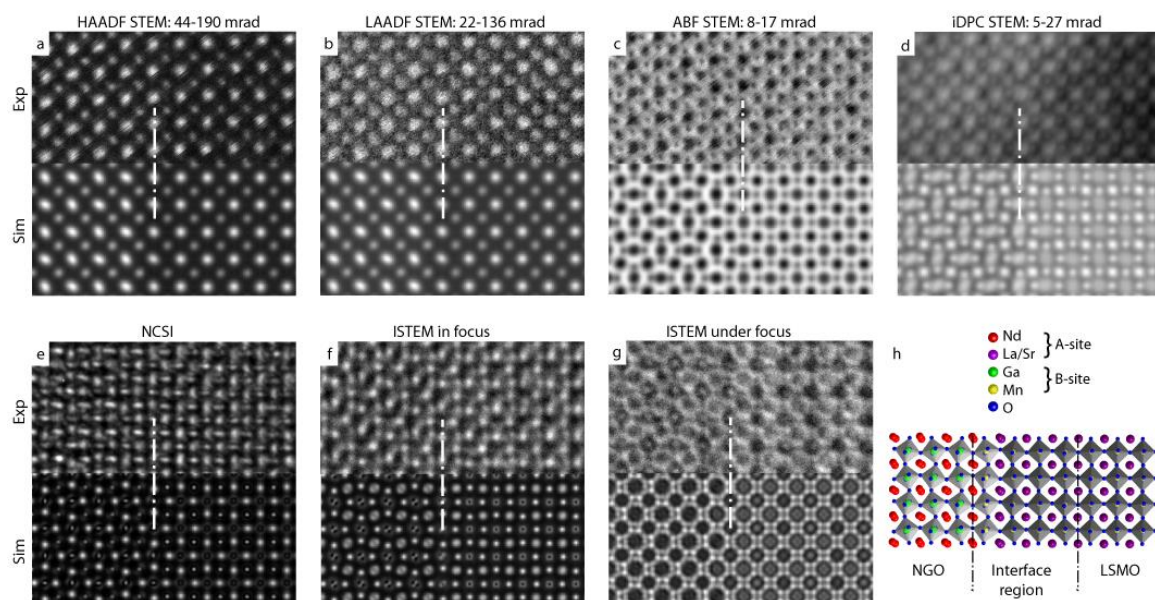 HAADF STEM: 44-190 mrad
LAADF STEM: 22-136 mrad
ABF STEM: 8-17 mrad
iDPC STEM: 5-27 mrad
a
b
c
d
Exp
Sim
NCSI
ISTEM in focus
ISTEM under focus
e
f
g
h
Exp
Sim
Nd
La/Sr
A-site
Ga
Mn
B-site
O
NGO
Interface
region
LSMO